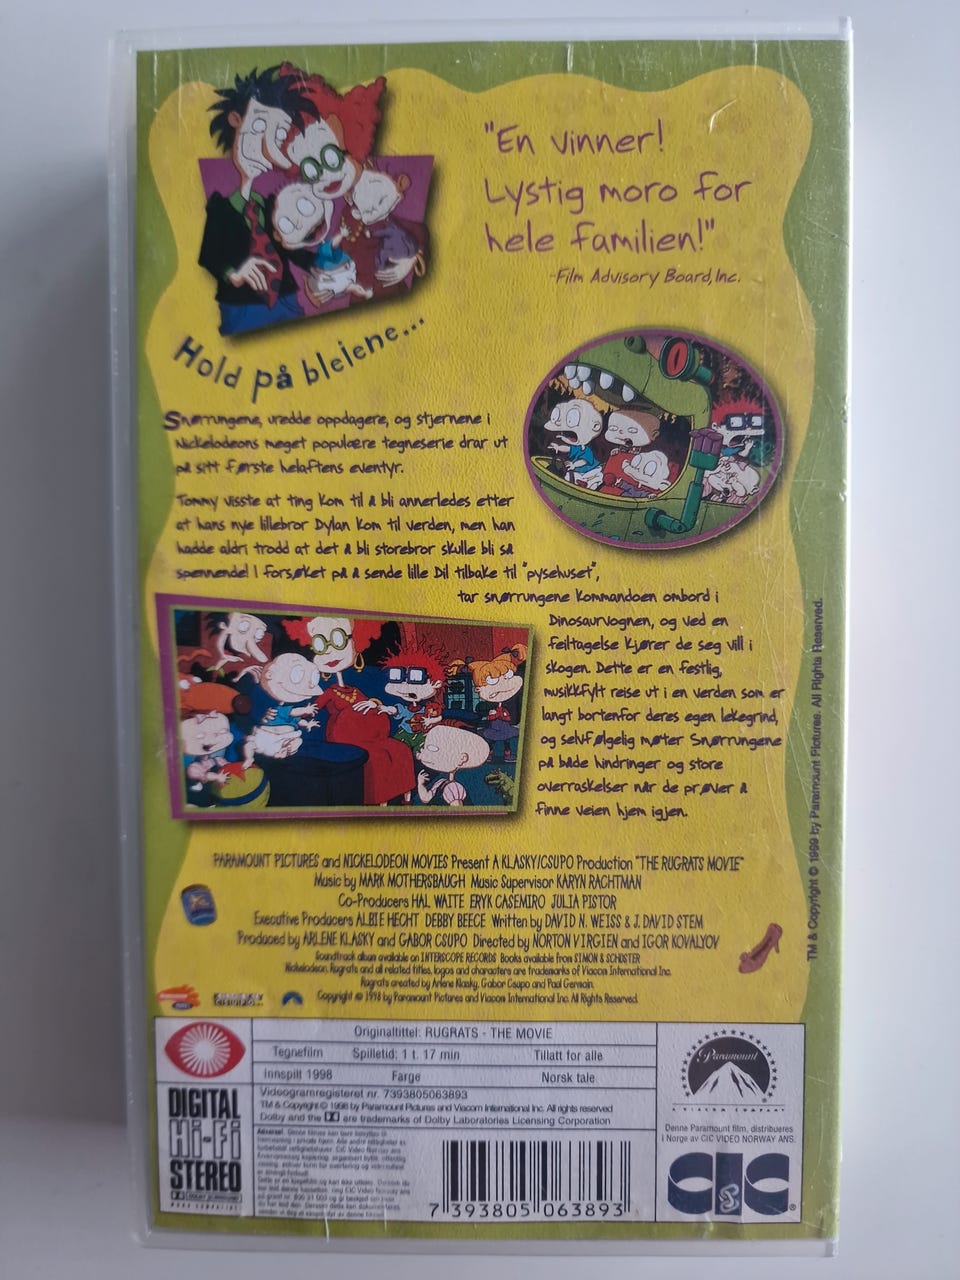 "En vinner!
Lystig moro for
hele familien!"
-Film Advisory Board, Inc.
Hold på bleiene...
Snørrungene, uredde oppdagere, og stjernene i
Nickelodeons meget populære tegneserie drar ut
på sitt første helaftens eventyr.
Tommy visste at ting kom til å bli annerledes etter
at hans nye lillebror Dylan kom til verden, men han
hadde aldri trodd at det å bli storebror skulle bli så
spennende! I forsøket på å sende lille Dil tilbake til "pysehuset",
tar snørrungene kommandoen ombord i
Dinosaurvognen, og ved en
feiltagelse kjører de seg vill i
skogen. Dette er en festlig,
musikkfylt reise ut i en verden som er
langt bortenfor deres egen lekegrind,
og selvfølgelig møter Snørrungene
på både hindringer og store
overraskelser når de prøver å
finne veien hjem igjen.
PARAMOUNT PICTURES and NICKELODEON MOVIES Present A KLASKY/CSUPO Production "THE RUGRATS MOVIE"
Music by MARK MOTHERSBAUGH Music Supervisor KARYN RACHTMAN
Co-Producers HAL WAITE ERYK CASEMIRO JULIA PISTOR
Executive Producers ALBIE HECHT DEBBY BEECE Written by DAVID N. WEISS & J. DAVID STEM
Produced by ARLENE KLASKY and GABOR CSUPO Directed by NORTON VIRGIEN and IGOR KOVALYOV
Soundtrack album available on INTERSCOPE RECORDS Books available from SIMON & SCHUSTER
Nickelodeon, Rugrats and all related titles, logos and characters are trademarks of Viacom International Inc.
Rugrats created by Arlene Klasky, Gabor Csupo and Paul Germain.
Copyright © 1998 by Paramount Pictures and Viacom International Inc. All Rights Reserved.
TM & Copyright © 1999 by Paramount Pictures. All Rights Reserved.
Originaltittel: RUGRATS - THE MOVIE
Tegnefilm Spilletid: 1 t. 17 min Tillatt for alle
Innspilt 1998 Farge Norsk tale
Videogramregisteret nr. 7393805063893
TM & Copyright © 1998 by Paramount Pictures and Viacom International Inc. All rights reserved
Dolby and the are trademarks of Dolby Laboratories Licensing Corporation
DIGITAL
Hi-Fi
STEREO
DOLBY SURROUND
7 393805 063893
Paramount
A VIACOM COMPANY
Denne Paramount film, distribueres
i Norge av CIC VIDEO NORWAY ANS.
CIC